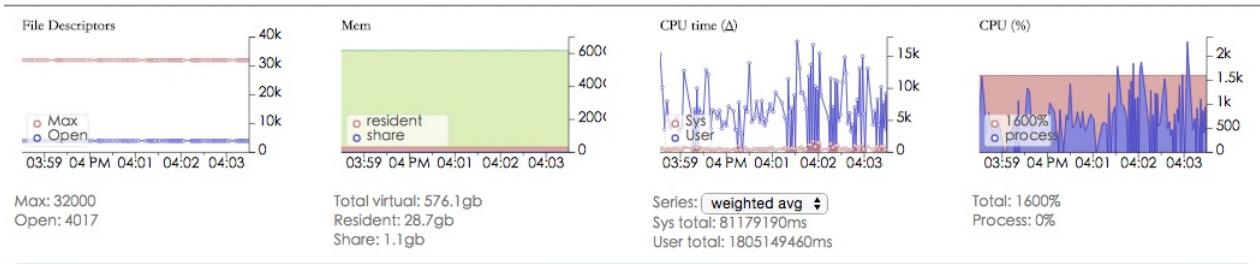 File Descriptors
40k
30k
20k
10k
0
Max
Open
03:59 04 PM 04:01 04:02 04:03
Max: 32000
Open: 4017
Mem
6000
4000
2000
0
resident
share
03:59 04 PM 04:01 04:02 04:03
Total virtual: 576.1gb
Resident: 28.7gb
Share: 1.1gb
CPU time (Δ)
15k
10k
5k
0
Sys
User
03:59 04 PM 04:01 04:02 04:03
Series: weighted avg
Sys total: 81179190ms
User total: 1805149460ms
CPU (%)
2k
1.5k
1k
500
0
1600%
process
03:59 04 PM 04:01 04:02 04:03
Total: 1600%
Process: 0%